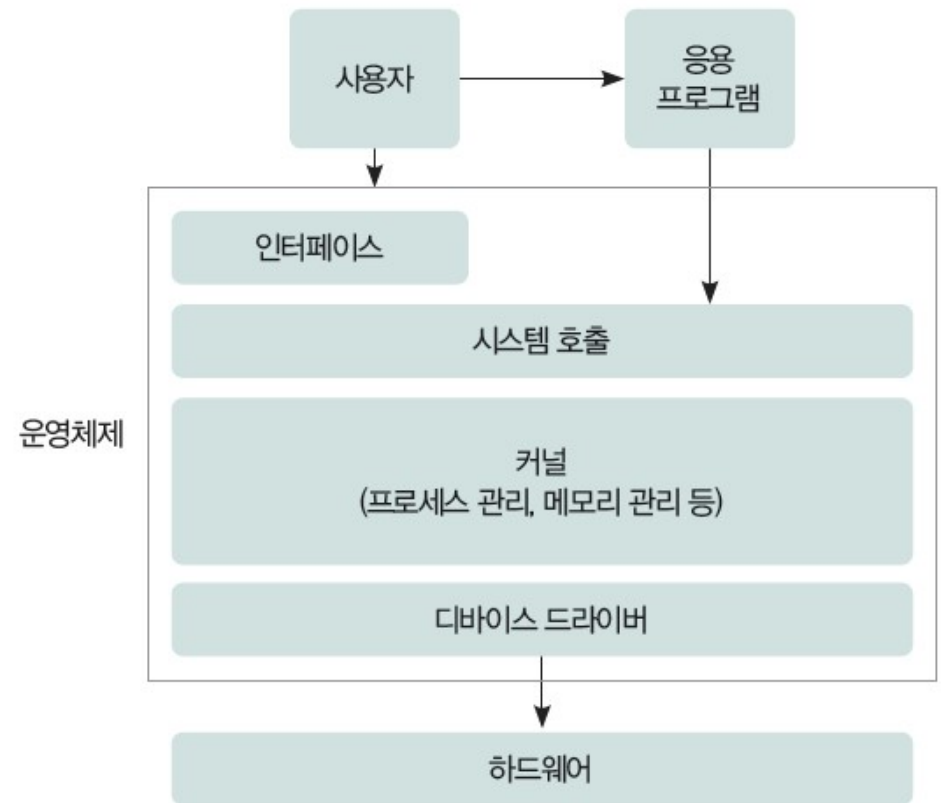 사용자
응용
프로그램
인터페이스
시스템 호출
운영체제
커널
(프로세스 관리, 메모리 관리 등)
디바이스 드라이버
하드웨어